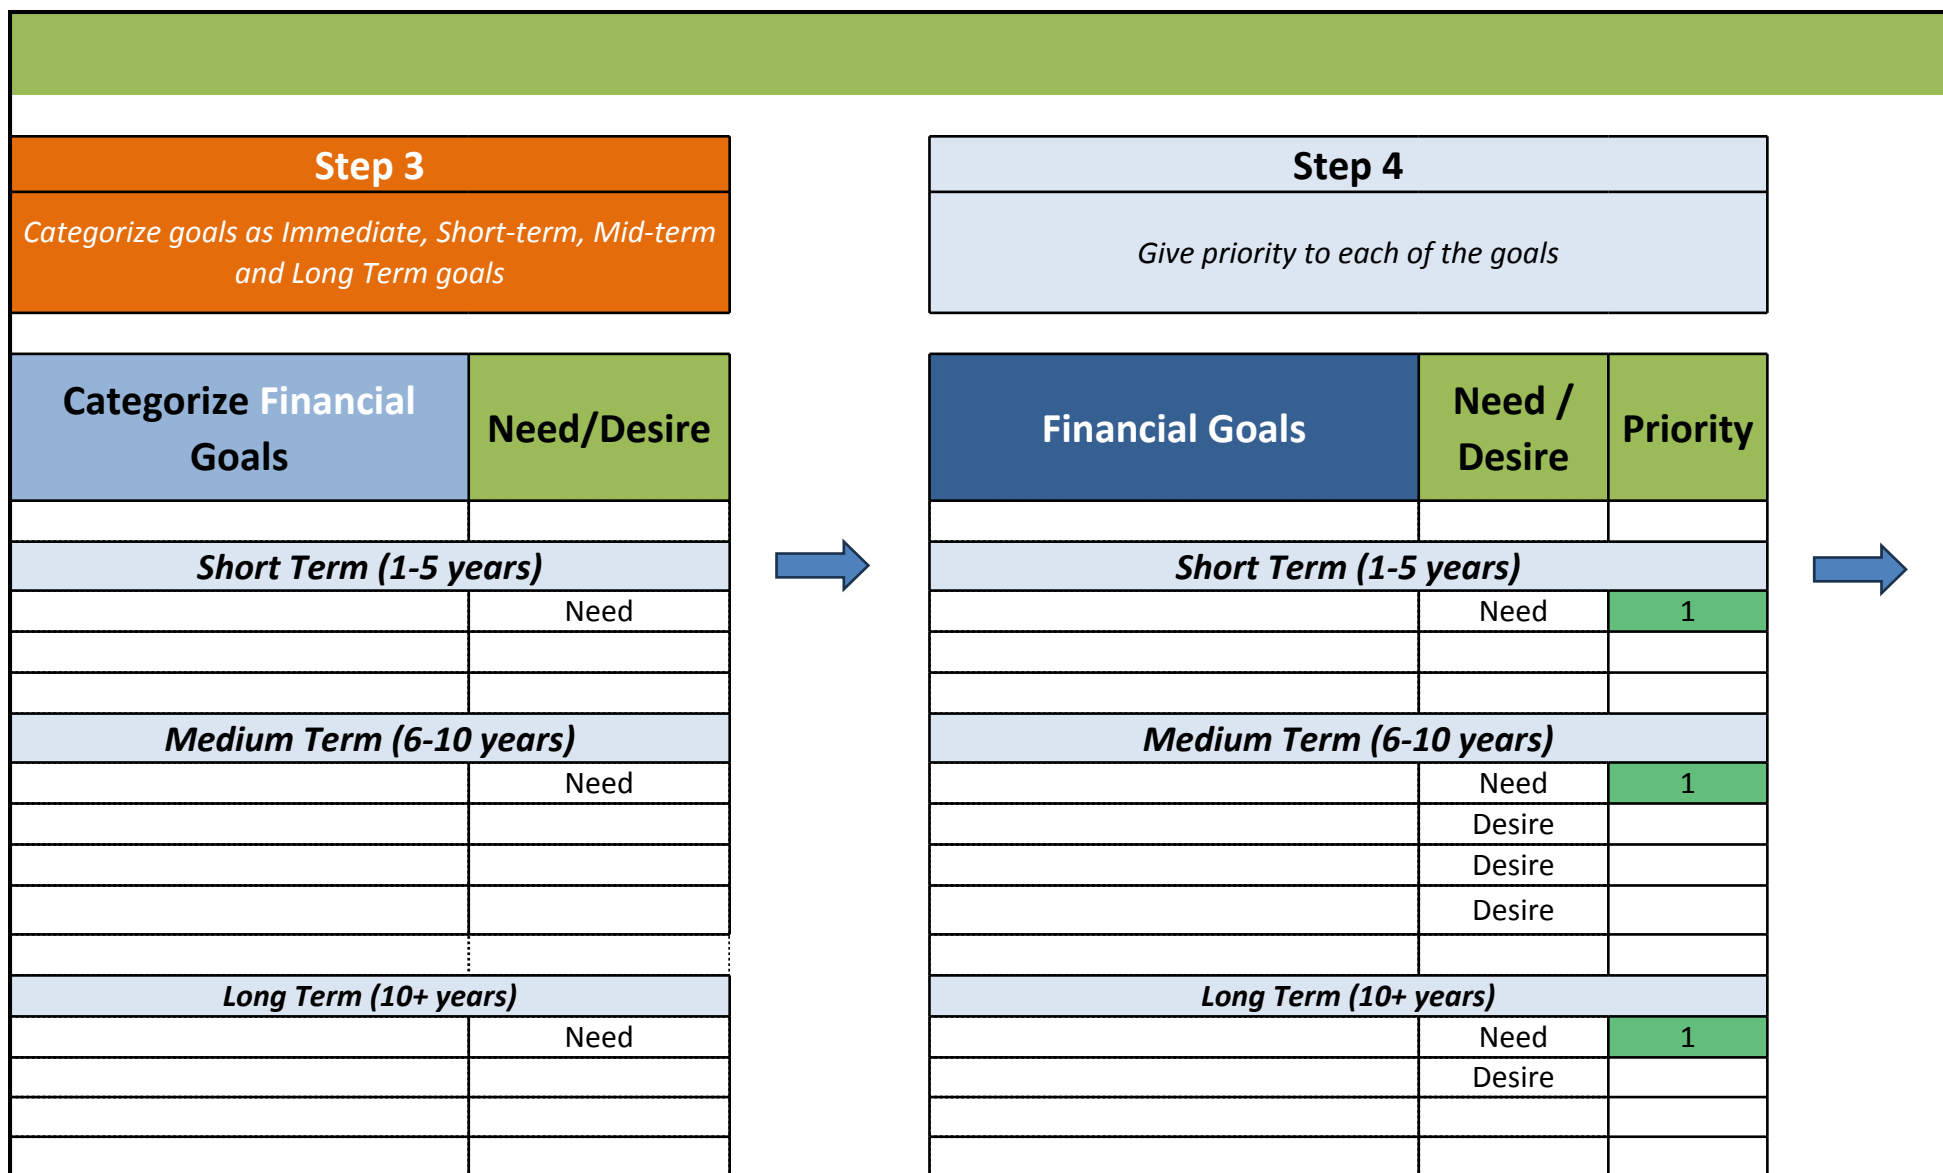 Step 3
Categorize goals as Immediate, Short-term, Mid-term
and Long Term goals
Categorize Financial
Goals
Need/Desire
Short Term (1-5 years)
Need
Medium Term (6-10 years)
Need
Long Term (10+ years)
Need
Step 4
Give priority to each of the goals
Financial Goals
Need /
Desire
Priority
Short Term (1-5 years)
Need 1
Medium Term (6-10 years)
Need 1
Desire
Desire
Desire
Long Term (10+ years)
Need 1
Desire